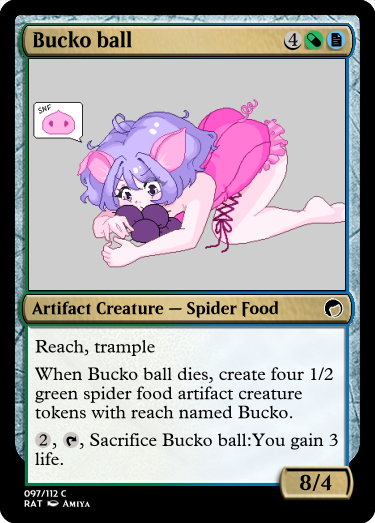 Bucko ball 4
SNF
Artifact Creature — Spider Food
Reach, trample
When Bucko ball dies, create four 1/2
green spider food artifact creature
tokens with reach named Bucko.
2, , Sacrifice Bucko ball:You gain 3
life.
8/4
097/112 C
RAT AMIYA